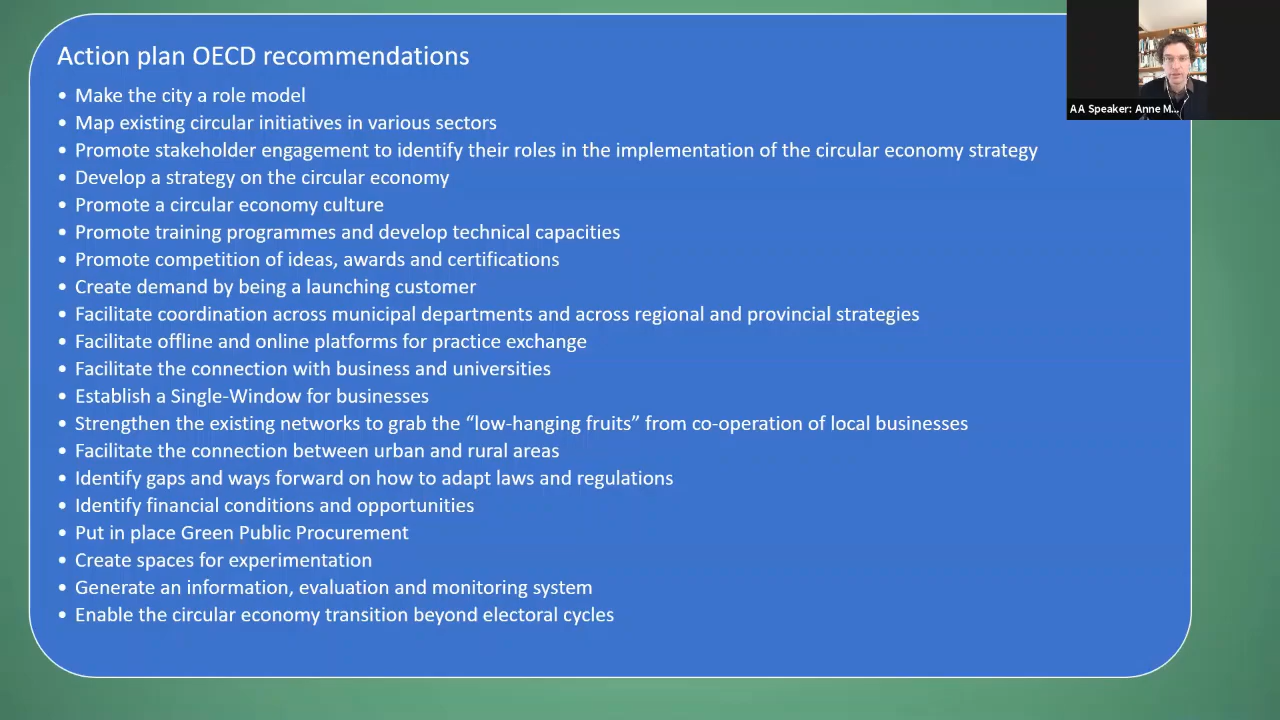 Action plan OECD recommendations
• Make the city a role model
• Map existing circular initiatives in various sectors
• Promote stakeholder engagement to identify their roles in the implementation of the circular economy strategy
• Develop a strategy on the circular economy
• Promote a circular economy culture
• Promote training programmes and develop technical capacities
• Promote competition of ideas, awards and certifications
• Create demand by being a launching customer
• Facilitate coordination across municipal departments and across regional and provincial strategies
• Facilitate offline and online platforms for practice exchange
• Facilitate the connection with business and universities
• Establish a Single-Window for businesses
• Strengthen the existing networks to grab the “low-hanging fruits” from co-operation of local businesses
• Facilitate the connection between urban and rural areas
• Identify gaps and ways forward on how to adapt laws and regulations
• Identify financial conditions and opportunities
• Put in place Green Public Procurement
• Create spaces for experimentation
• Generate an information, evaluation and monitoring system
• Enable the circular economy transition beyond electoral cycles
AA Speaker: Anne M...